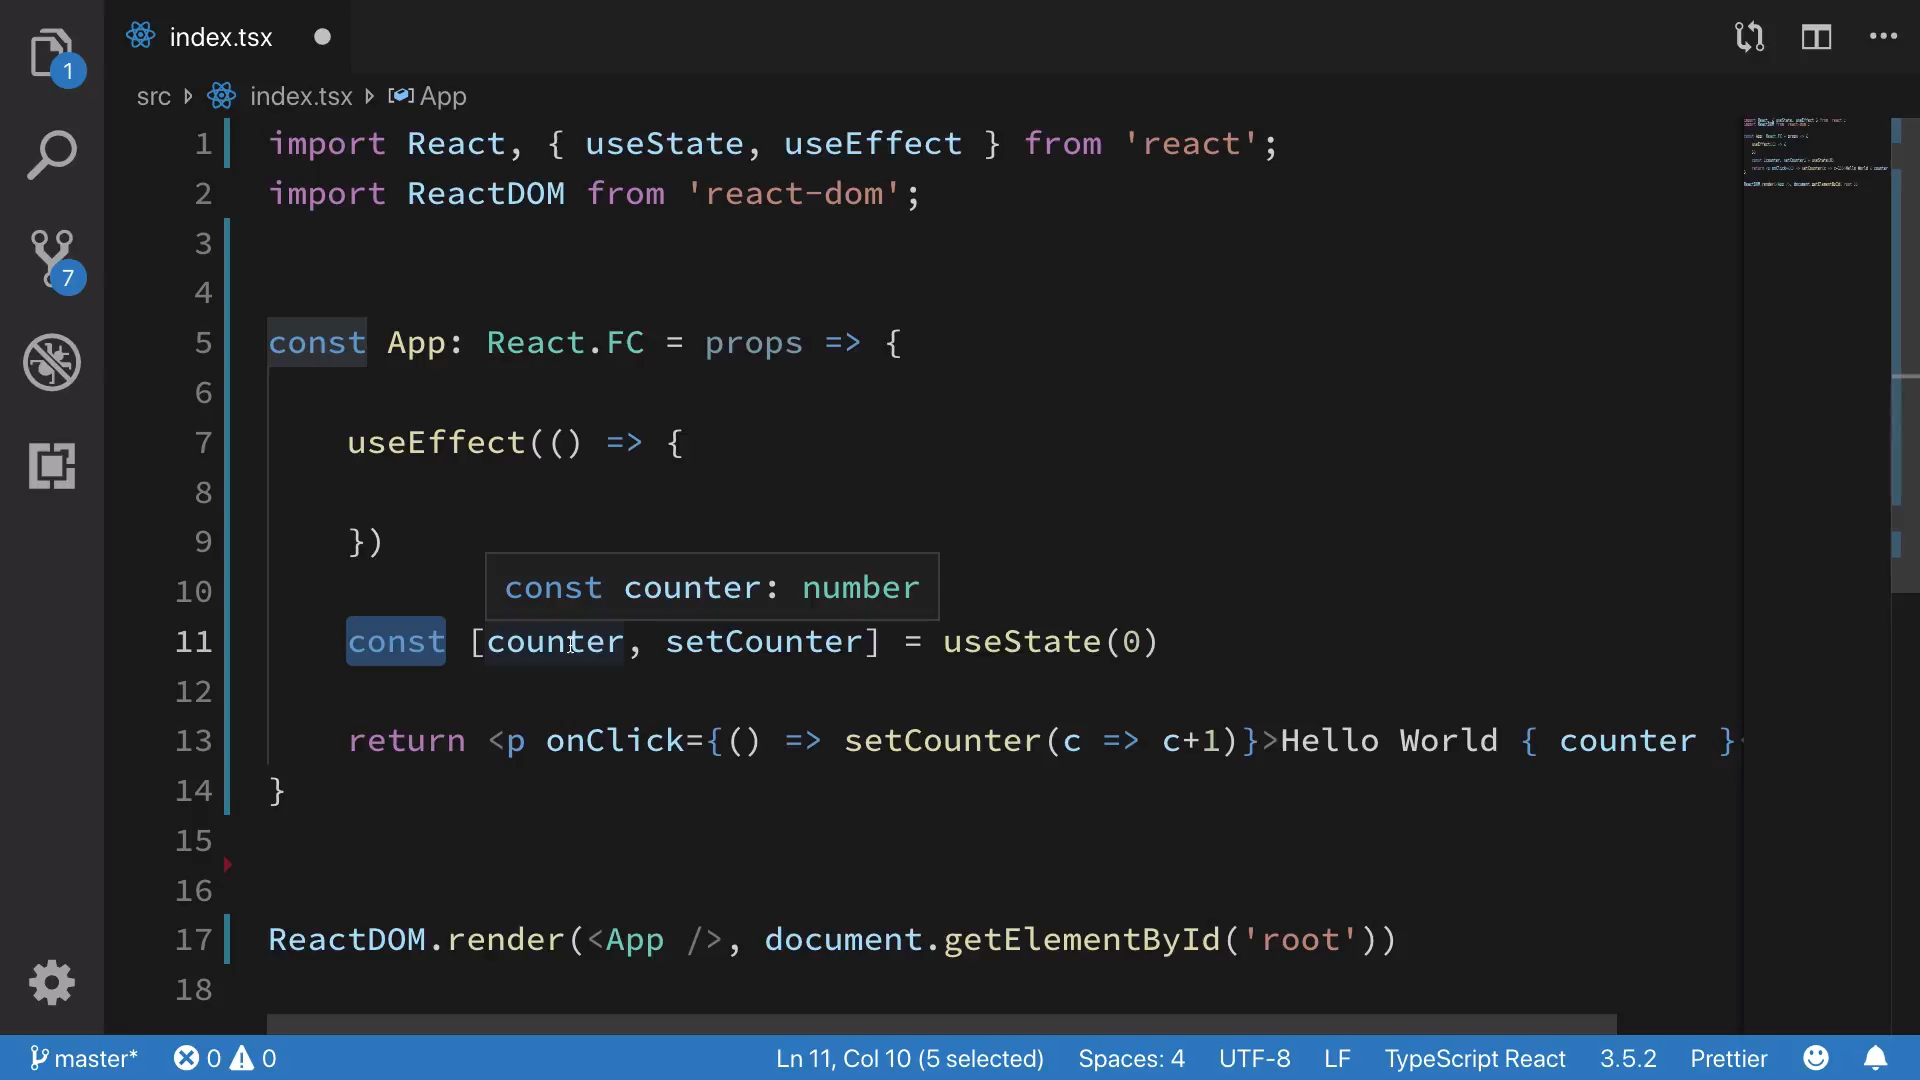 index.tsx
1
src index.tsx App
1 import React, { useState, useEffect } from 'react';
2 import ReactDOM from 'react-dom';
3
4
5 const App: React.FC = props => {
6
7 useEffect(() => {
8
9 })
10
const counter: number
11 const [counter, setCounter] = useState(0)
12
13 return <p onClick={() => setCounter(c => c+1)}>Hello World { counter }
14 }
15
16
17 ReactDOM.render(<App />, document.getElementById('root'))
18
7
master* 0 0 Ln 11, Col 10 (5 selected) Spaces: 4 UTF-8 LF TypeScript React 3.5.2 Prettier